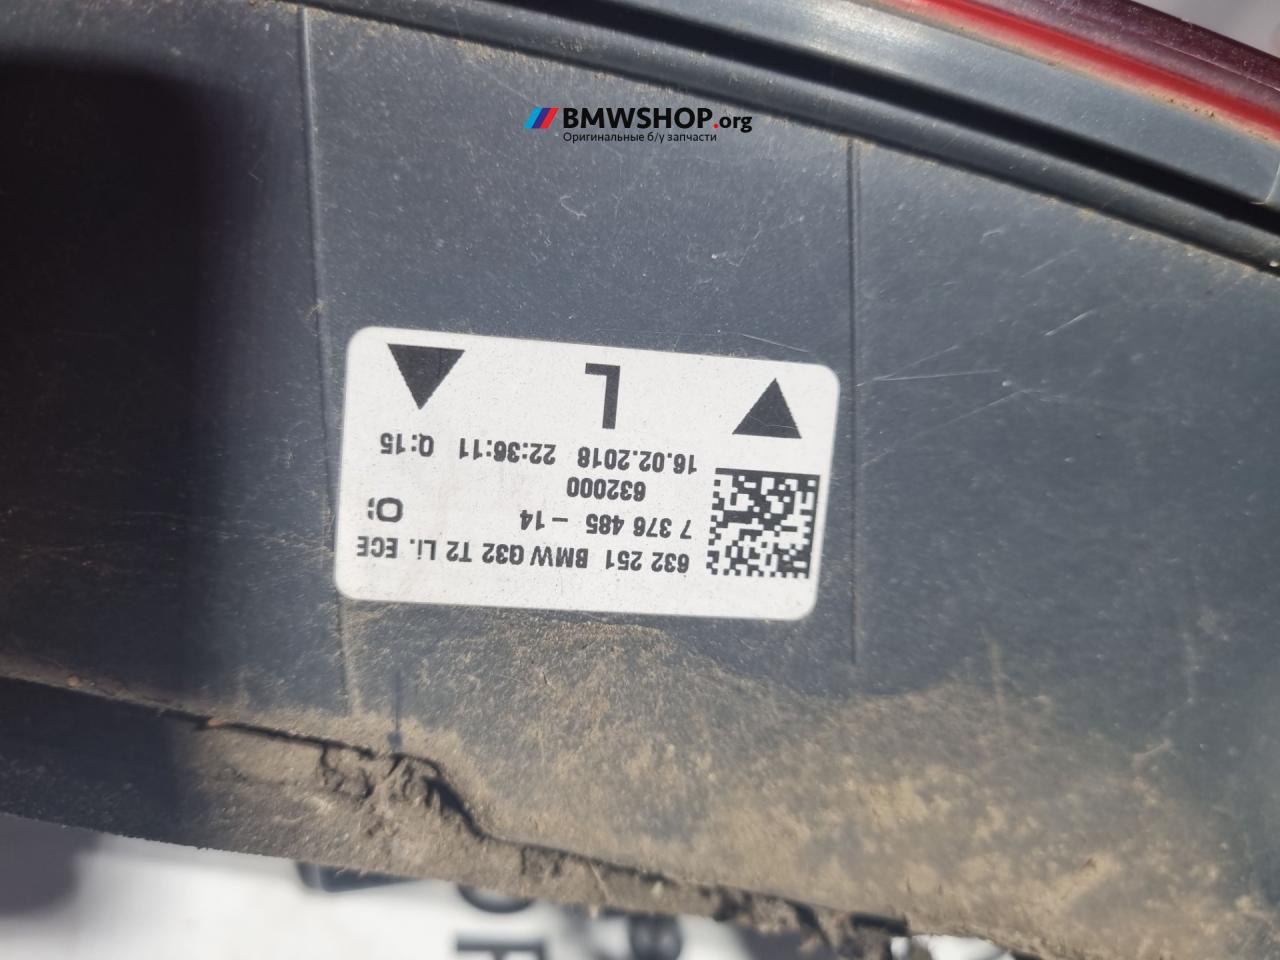 BMWSHOP.org
Оригинальные б/у запчасти
632 251 BMW G32 T2 Li. ECE
7 376 485 - 14
632000
16.02.2018 22:36:11 Q:15
L